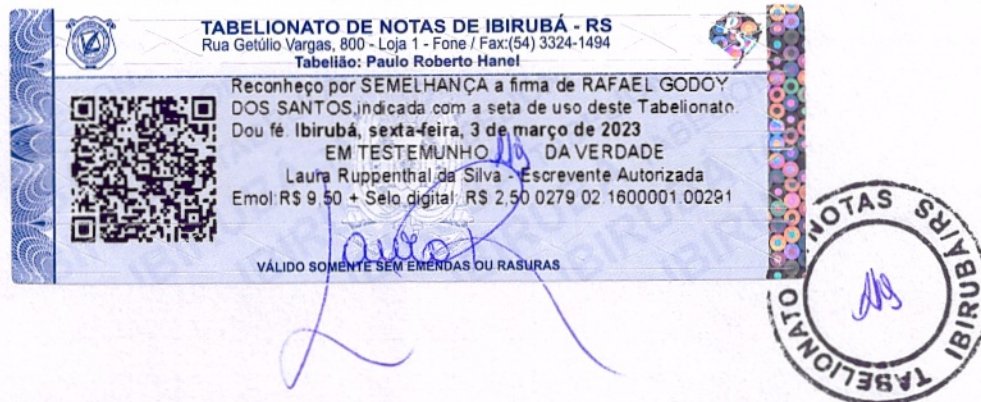 TABELIONATO DE NOTAS DE IBIRUBÁ - RS
Rua Getúlio Vargas, 800 - Loja 1 - Fone / Fax:(54) 3324-1494
Tabelião: Paulo Roberto Hanel
Reconheço por SEMELHANÇA a firma de RAFAEL GODOY
DOS SANTOS,indicada com a seta de uso deste Tabelionato.
Dou fé. Ibirubá, sexta-feira, 3 de março de 2023
EM TESTEMUNHO DA VERDADE
Laura Ruppenthal da Silva - Escrevente Autorizada
Emol:R$ 9,50 + Selo digital: R$ 2,50 0279 02 1600001.00291
VÁLIDO SOMENTE SEM EMENDAS OU RASURAS
TABELIONATO NOTAS IBIRUBÁ/RS